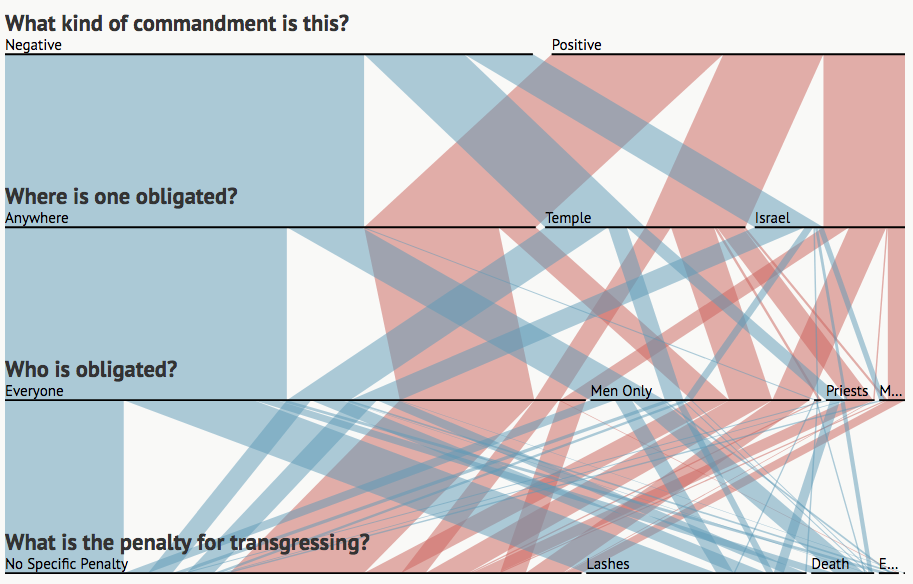 What kind of commandment is this?
Negative Positive
Where is one obligated?
Anywhere Temple Israel
Who is obligated?
Everyone Men Only Priests M...
What is the penalty for transgressing?
No Specific Penalty Lashes Death E...